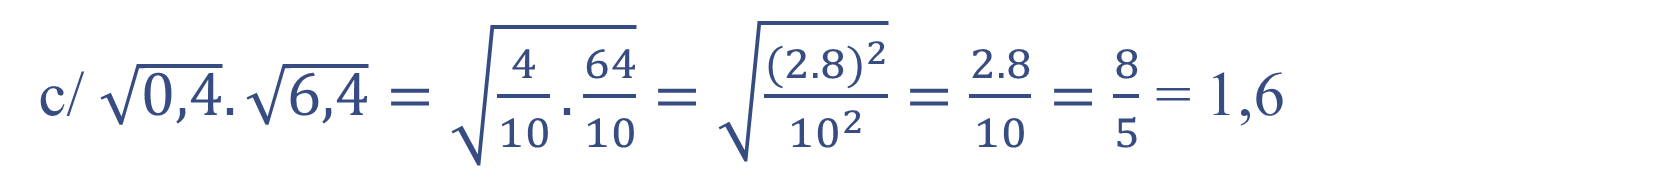 c/ √0,4.√6,4 = √(4/10 . 64/10) = √((2.8)²/10²) = 2.8/10 = 8/5 = 1,6